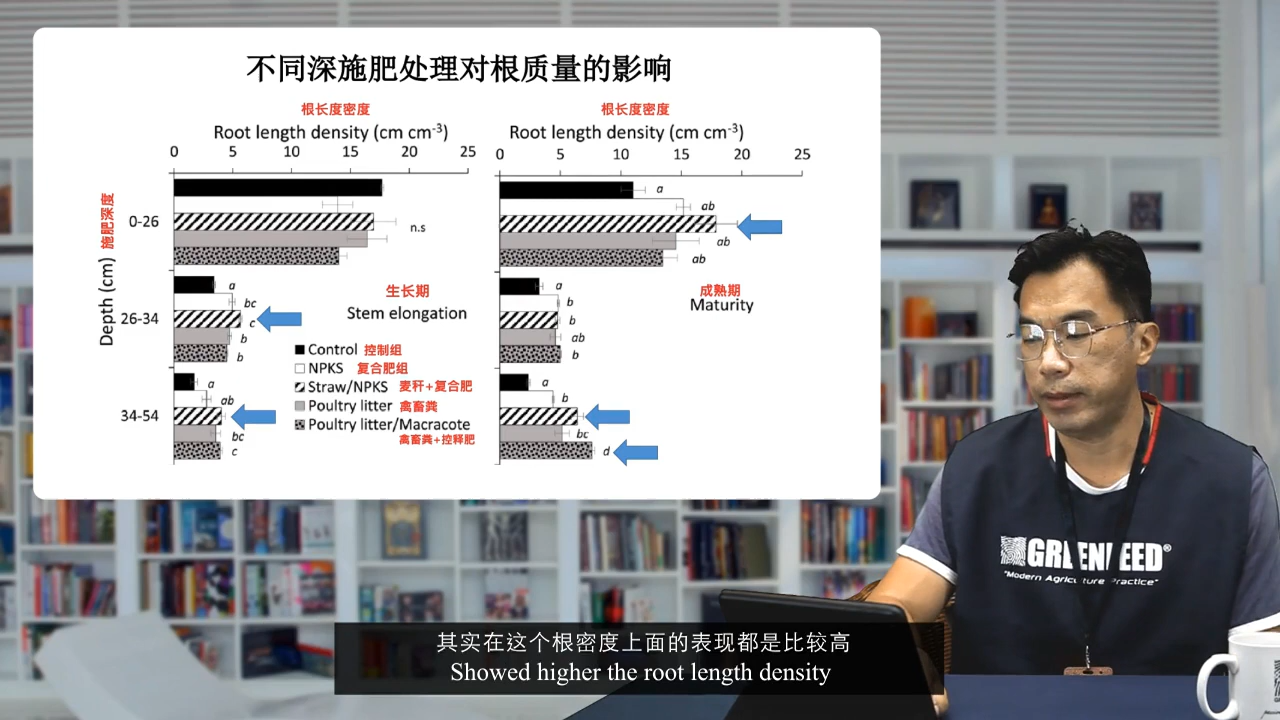 不同深施肥处理对根质量的影响
根长度密度
Root length density (cm cm-3)
0 5 10 15 20 25
根长度密度
Root length density (cm cm-3)
0 5 10 15 20 25
Depth (cm) 施肥深度
0-26
n.s
a
ab
ab
ab
26-34
a
bc
c
b
b
生长期
Stem elongation
a
b
b
ab
b
成熟期
Maturity
34-54
a
ab
bc
c
Control 控制组
NPKS 复合肥组
Straw/NPKS 麦秆+复合肥
Poultry litter 禽畜粪
Poultry litter/Macracote
禽畜粪+控释肥
a
b
bc
d
GREENFEED®
"Modern Agriculture Practice"
其实在这个根密度上面的表现都是比较高
Showed higher the root length density